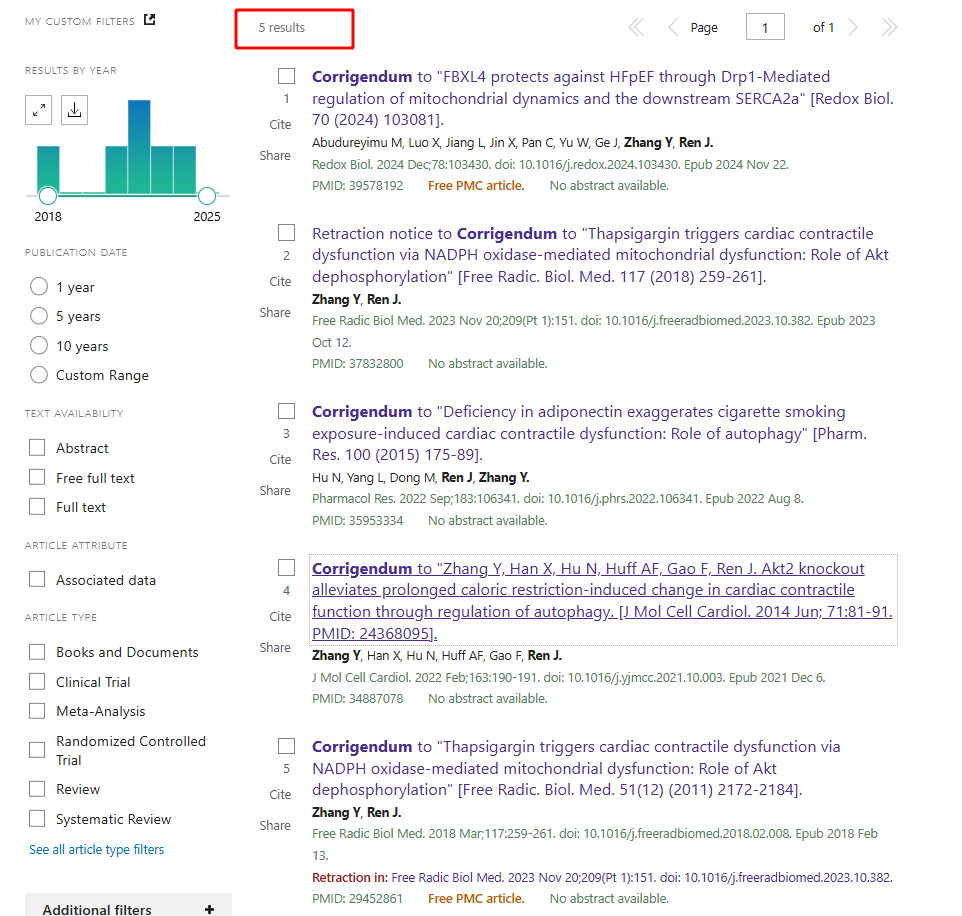 MY CUSTOM FILTERS
5 results
Page 1 of 1
RESULTS BY YEAR
2018 2025
PUBLICATION DATE
1 year
5 years
10 years
Custom Range
TEXT AVAILABILITY
Abstract
Free full text
Full text
ARTICLE ATTRIBUTE
Associated data
ARTICLE TYPE
Books and Documents
Clinical Trial
Meta-Analysis
Randomized Controlled
Trial
Review
Systematic Review
See all article type filters
Additional filters +
1
Cite
Share
Corrigendum to "FBXL4 protects against HFpEF through Drp1-Mediated
regulation of mitochondrial dynamics and the downstream SERCA2a" [Redox Biol.
70 (2024) 103081].
Abudureyimu M, Luo X, Jiang L, Jin X, Pan C, Yu W, Ge J, Zhang Y, Ren J.
Redox Biol. 2024 Dec;78:103430. doi: 10.1016/j.redox.2024.103430. Epub 2024 Nov 22.
PMID: 39578192 Free PMC article. No abstract available.
2
Cite
Share
Retraction notice to Corrigendum to "Thapsigargin triggers cardiac contractile
dysfunction via NADPH oxidase-mediated mitochondrial dysfunction: Role of Akt
dephosphorylation" [Free Radic. Biol. Med. 117 (2018) 259-261].
Zhang Y, Ren J.
Free Radic Biol Med. 2023 Nov 20;209(Pt 1):151. doi: 10.1016/j.freeradbiomed.2023.10.382. Epub 2023
Oct 12.
PMID: 37832800 No abstract available.
3
Cite
Share
Corrigendum to "Deficiency in adiponectin exaggerates cigarette smoking
exposure-induced cardiac contractile dysfunction: Role of autophagy" [Pharm.
Res. 100 (2015) 175-89].
Hu N, Yang L, Dong M, Ren J, Zhang Y.
Pharmacol Res. 2022 Sep;183:106341. doi: 10.1016/j.phrs.2022.106341. Epub 2022 Aug 8.
PMID: 35953334 No abstract available.
4
Cite
Share
Corrigendum to "Zhang Y, Han X, Hu N, Huff AF, Gao F, Ren J. Akt2 knockout
alleviates prolonged caloric restriction-induced change in cardiac contractile
function through regulation of autophagy. [J Mol Cell Cardiol. 2014 Jun; 71:81-91.
PMID: 24368095].
Zhang Y, Han X, Hu N, Huff AF, Gao F, Ren J.
J Mol Cell Cardiol. 2022 Feb;163:190-191. doi: 10.1016/j.yjmcc.2021.10.003. Epub 2021 Dec 6.
PMID: 34887078 No abstract available.
5
Cite
Share
Corrigendum to "Thapsigargin triggers cardiac contractile dysfunction via
NADPH oxidase-mediated mitochondrial dysfunction: Role of Akt
dephosphorylation" [Free Radic. Biol. Med. 51(12) (2011) 2172-2184].
Zhang Y, Ren J.
Free Radic Biol Med. 2018 Mar;117:259-261. doi: 10.1016/j.freeradbiomed.2018.02.008. Epub 2018 Feb
13.
Retraction in: Free Radic Biol Med. 2023 Nov 20;209(Pt 1):151. doi: 10.1016/j.freeradbiomed.2023.10.382.
PMID: 29452861 Free PMC article. No abstract available.